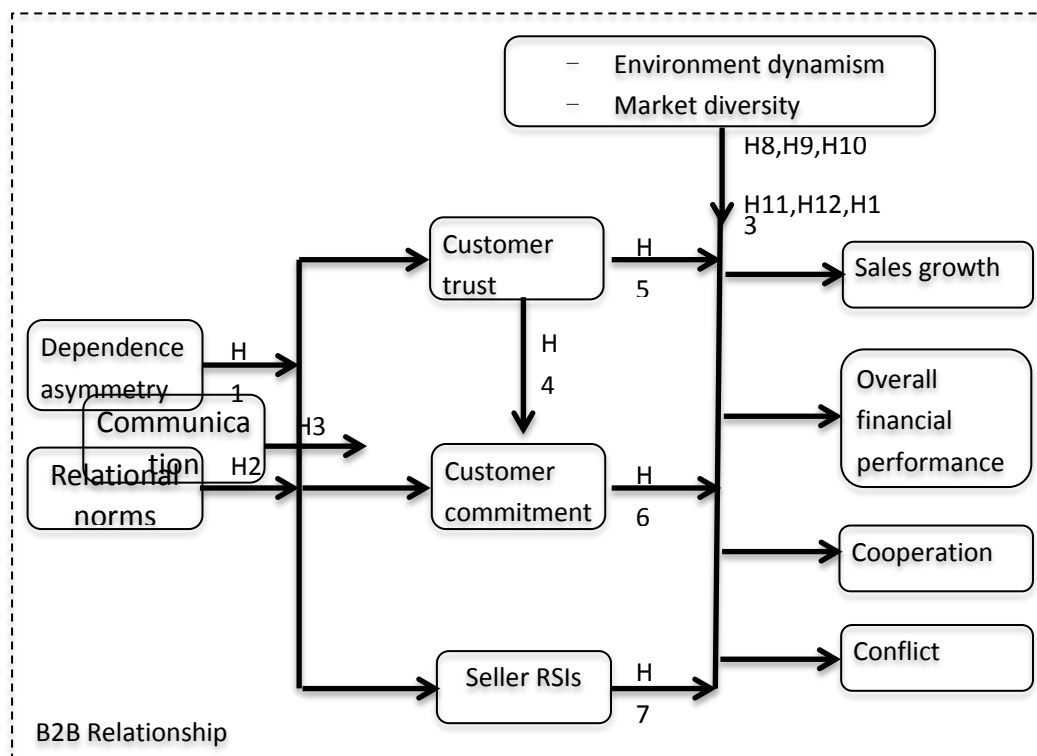 – Environment dynamism
– Market diversity
H8,H9,H10
H11,H12,H1
3
Customer
trust
H
5
Sales growth
Dependence
asymmetry
H
1
H
4
Overall
financial
performance
Communica
tion
H3
Relational
norms
H2
Customer
commitment
H
6
Cooperation
Conflict
Seller RSIs
H
7
B2B Relationship